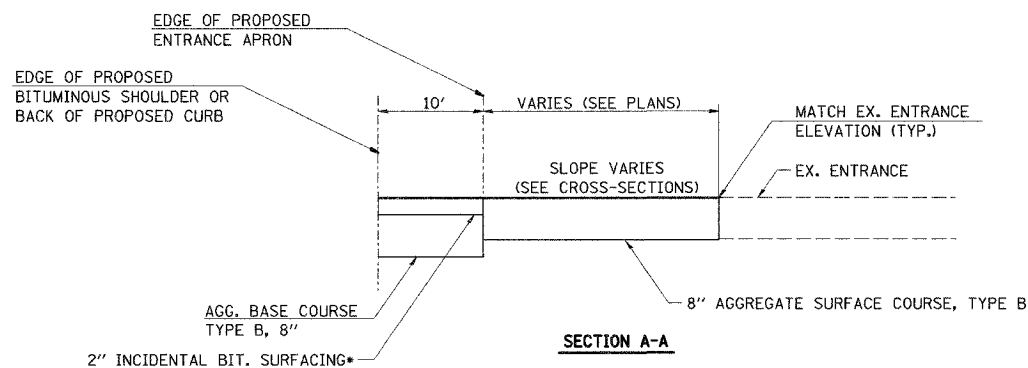 EDGE OF PROPOSED
ENTRANCE APRON
EDGE OF PROPOSED
BITUMINOUS SHOULDER OR
BACK OF PROPOSED CURB
10'
VARIES (SEE PLANS)
MATCH EX. ENTRANCE
ELEVATION (TYP.)
SLOPE VARIES
(SEE CROSS-SECTIONS)
EX. ENTRANCE
AGG. BASE COURSE
TYPE B, 8"
8" AGGREGATE SURFACE COURSE, TYPE B
2" INCIDENTAL BIT. SURFACING*
SECTION A-A